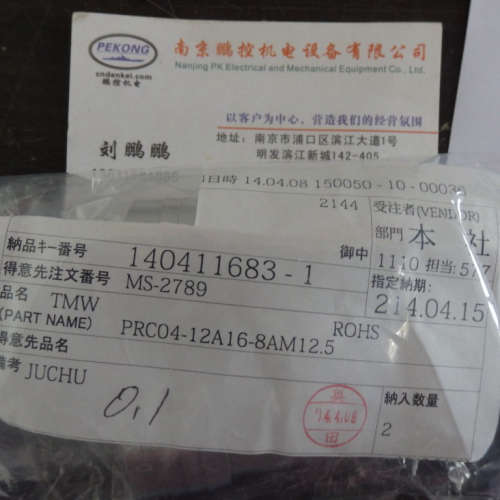 PEKONG
cndenkei.com
鹏控机电
南京鹏控机电设备有限公司
Nanjing PK Electrical and Mechanical Equipment Co., Ltd.
以客户为中心，营造我们的经营氛围
刘鹏鹏
地址：南京市浦口区滨江大道1号
明发滨江新城142-405
日時 14.04.08 150050-10-00030
2144
受注者(VENDOR)
部門 本 社
御中
1110 担当:577
納品キー番号 140411683-1
指定納期:
得意先注文番号 MS-2789
214.04.15
品名 TMW
(PART NAME) PRC04-12A16-8AM12.5 ROHS
得意先品名
備考 JUCHU
納入数量
0,1
74.4.08
田
2